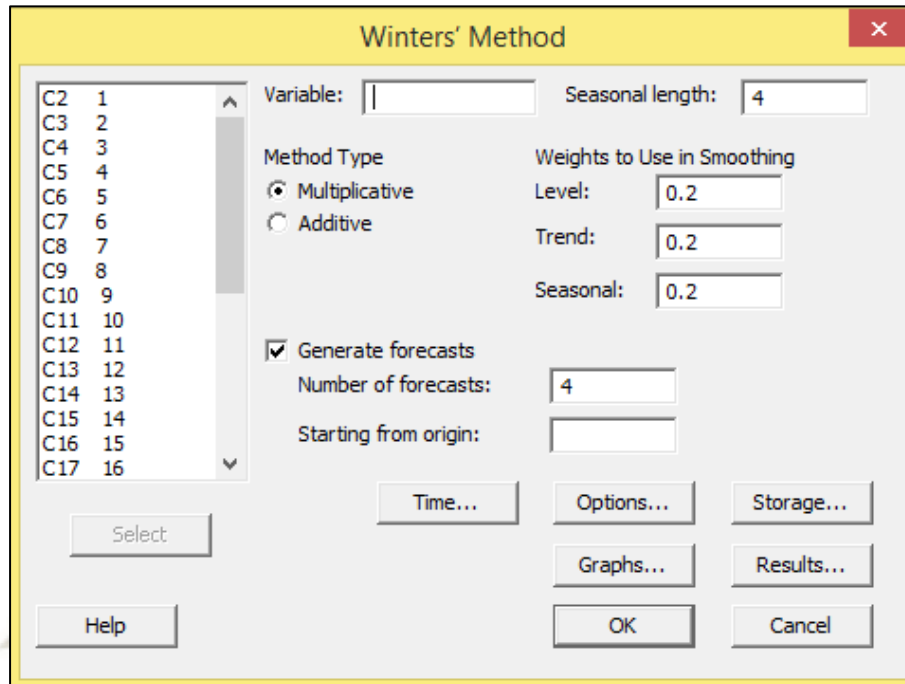 Winters' Method
C2 1
C3 2
C4 3
C5 4
C6 5
C7 6
C8 7
C9 8
C10 9
C11 10
C12 11
C13 12
C14 13
C15 14
C16 15
C17 16
Select
Help
Variable:
Seasonal length: 4
Method Type
Multiplicative
Additive
Weights to Use in Smoothing
Level: 0.2
Trend: 0.2
Seasonal: 0.2
Generate forecasts
Number of forecasts: 4
Starting from origin:
Time... Options... Storage...
Graphs... Results...
OK Cancel